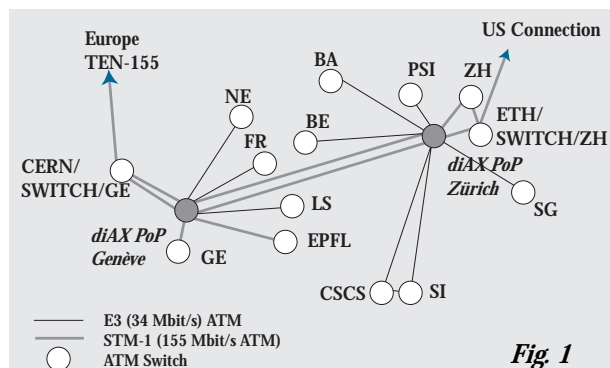 Europe
TEN-155
US Connection
BA
PSI
ZH
NE
BE
ETH/
SWITCH/ZH
FR
CERN/
SWITCH/GE
diAX PoP
Zürich
LS
SG
diAX PoP
Genève
GE
EPFL
CSCS
SI
E3 (34 Mbit/s) ATM
STM-1 (155 Mbit/s ATM)
ATM Switch
Fig. 1